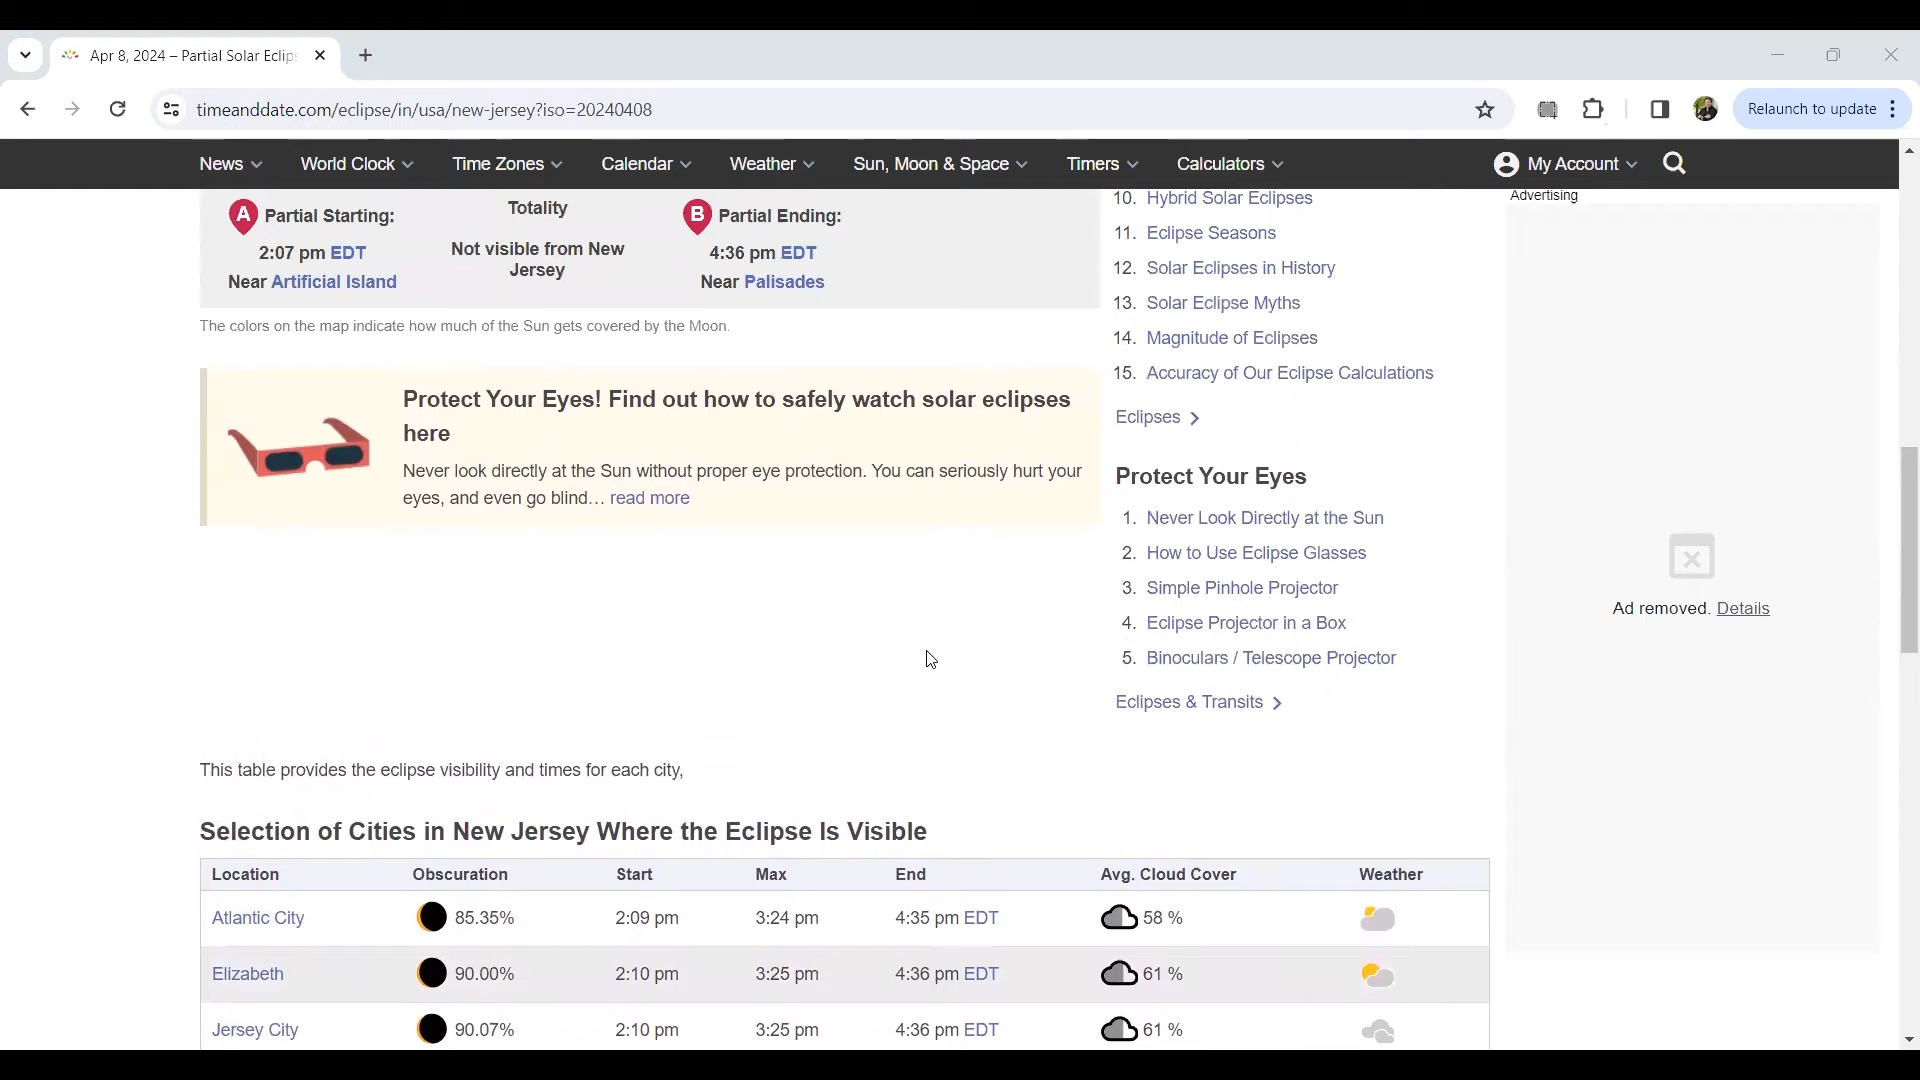 Apr 8, 2024 – Partial Solar Eclips
timeanddate.com/eclipse/in/usa/new-jersey?iso=20240408
Relaunch to update
News
World Clock
Time Zones
Calendar
Weather
Sun, Moon & Space
Timers
Calculators
My Account
A Partial Starting:
2:07 pm EDT
Near Artificial Island
Totality
Not visible from New
Jersey
B Partial Ending:
4:36 pm EDT
Near Palisades
The colors on the map indicate how much of the Sun gets covered by the Moon.
Protect Your Eyes! Find out how to safely watch solar eclipses
here
Never look directly at the Sun without proper eye protection. You can seriously hurt your
eyes, and even go blind… read more
10. Hybrid Solar Eclipses
11. Eclipse Seasons
12. Solar Eclipses in History
13. Solar Eclipse Myths
14. Magnitude of Eclipses
15. Accuracy of Our Eclipse Calculations
Eclipses
Protect Your Eyes
1. Never Look Directly at the Sun
2. How to Use Eclipse Glasses
3. Simple Pinhole Projector
4. Eclipse Projector in a Box
5. Binoculars / Telescope Projector
Eclipses & Transits
Advertising
Ad removed. Details
This table provides the eclipse visibility and times for each city,
Selection of Cities in New Jersey Where the Eclipse Is Visible
Location Obscuration Start Max End Avg. Cloud Cover Weather
Atlantic City 85.35% 2:09 pm 3:24 pm 4:35 pm EDT 58 %
Elizabeth 90.00% 2:10 pm 3:25 pm 4:36 pm EDT 61 %
Jersey City 90.07% 2:10 pm 3:25 pm 4:36 pm EDT 61 %